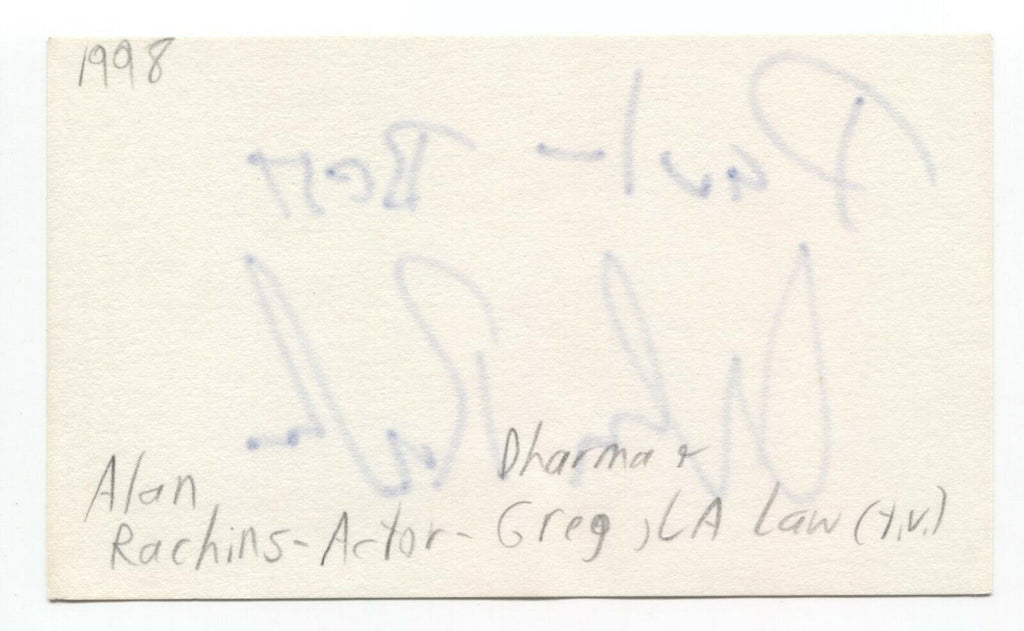 1998
Paul - Best
Dharma &
Alan
Rachins - Actor - Greg, LA Law (T.V.)